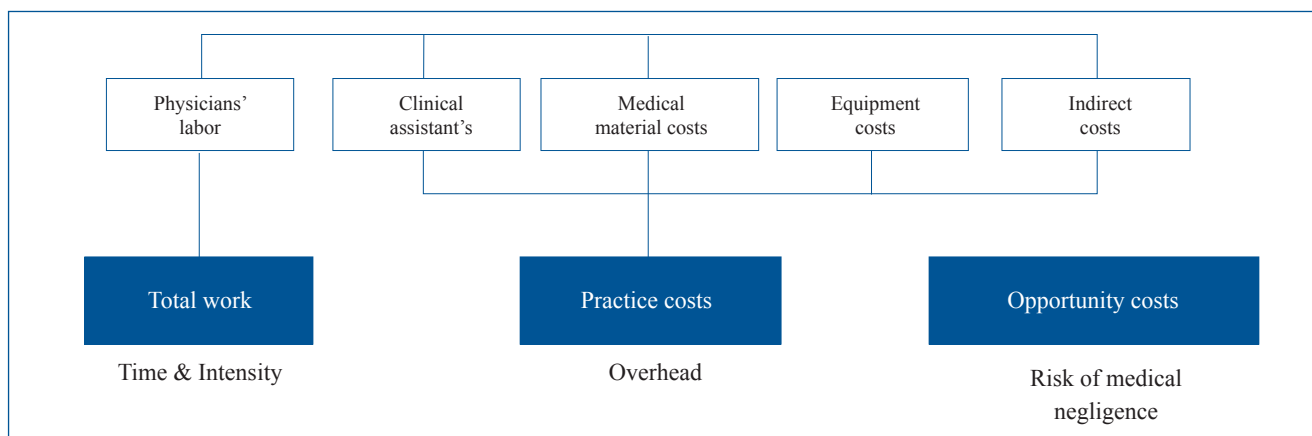 Physicians’
labor
Clinical
assistant’s
Medical
material costs
Equipment
costs
Indirect
costs
Total work
Practice costs
Opportunity costs
Time & Intensity
Overhead
Risk of medical
negligence